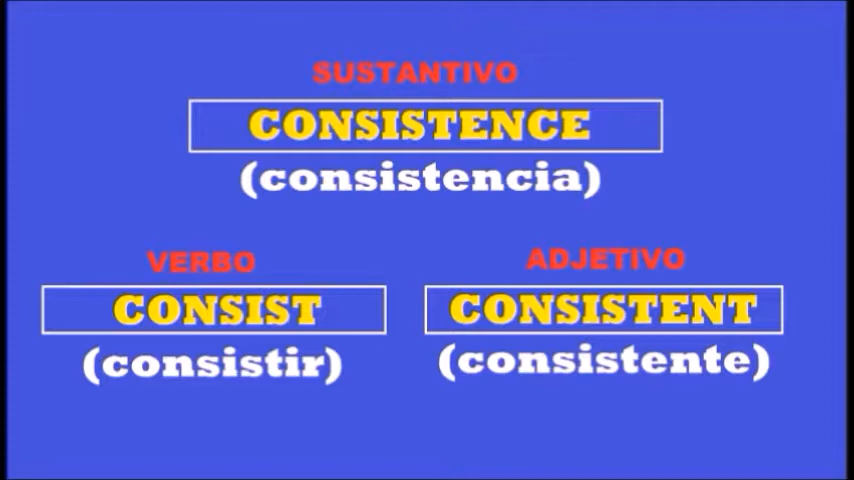 SUSTANTIVO
CONSISTENCE
(consistencia)
VERBO
CONSIST
(consistir)
ADJETIVO
CONSISTENT
(consistente)